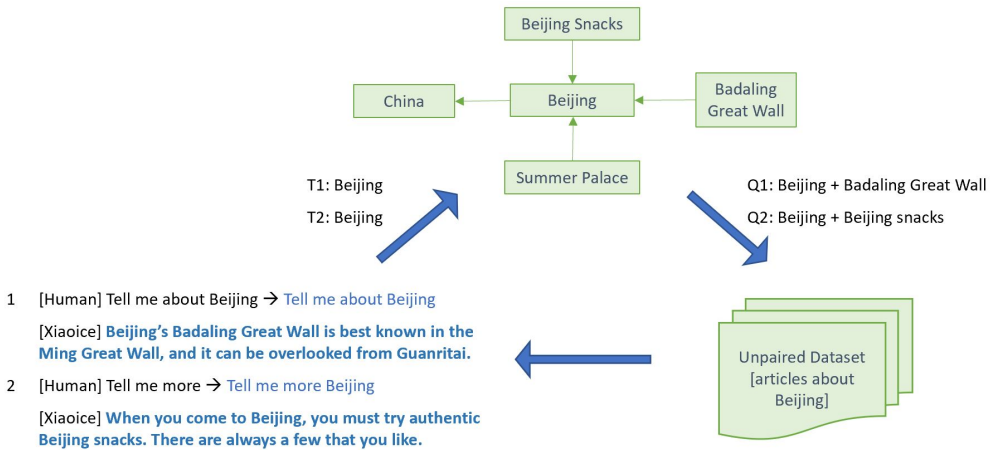 Beijing Snacks
China
Beijing
Badaling
Great Wall
Summer Palace
T1: Beijing
T2: Beijing
Q1: Beijing + Badaling Great Wall
Q2: Beijing + Beijing snacks
1 [Human] Tell me about Beijing → Tell me about Beijing
[Xiaoice] Beijing's Badaling Great Wall is best known in the
Ming Great Wall, and it can be overlooked from Guanritai.
2 [Human] Tell me more → Tell me more Beijing
[Xiaoice] When you come to Beijing, you must try authentic
Beijing snacks. There are always a few that you like.
Unpaired Dataset
[articles about
Beijing]